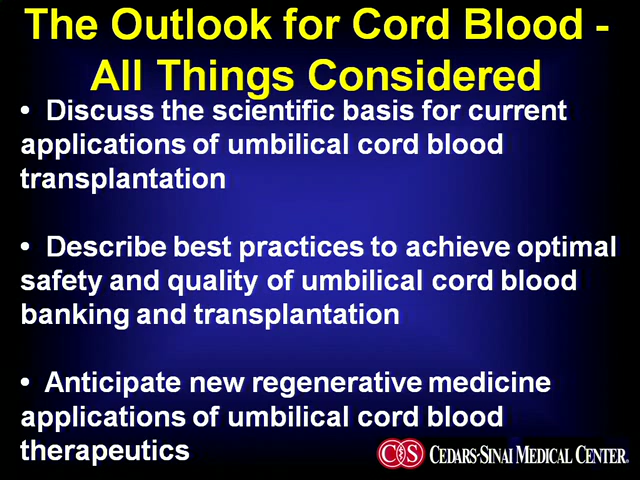 The Outlook for Cord Blood -
All Things Considered
• Discuss the scientific basis for current
applications of umbilical cord blood
transplantation
• Describe best practices to achieve optimal
safety and quality of umbilical cord blood
banking and transplantation
• Anticipate new regenerative medicine
applications of umbilical cord blood
therapeutics
CS CEDARS-SINAI MEDICAL CENTER®